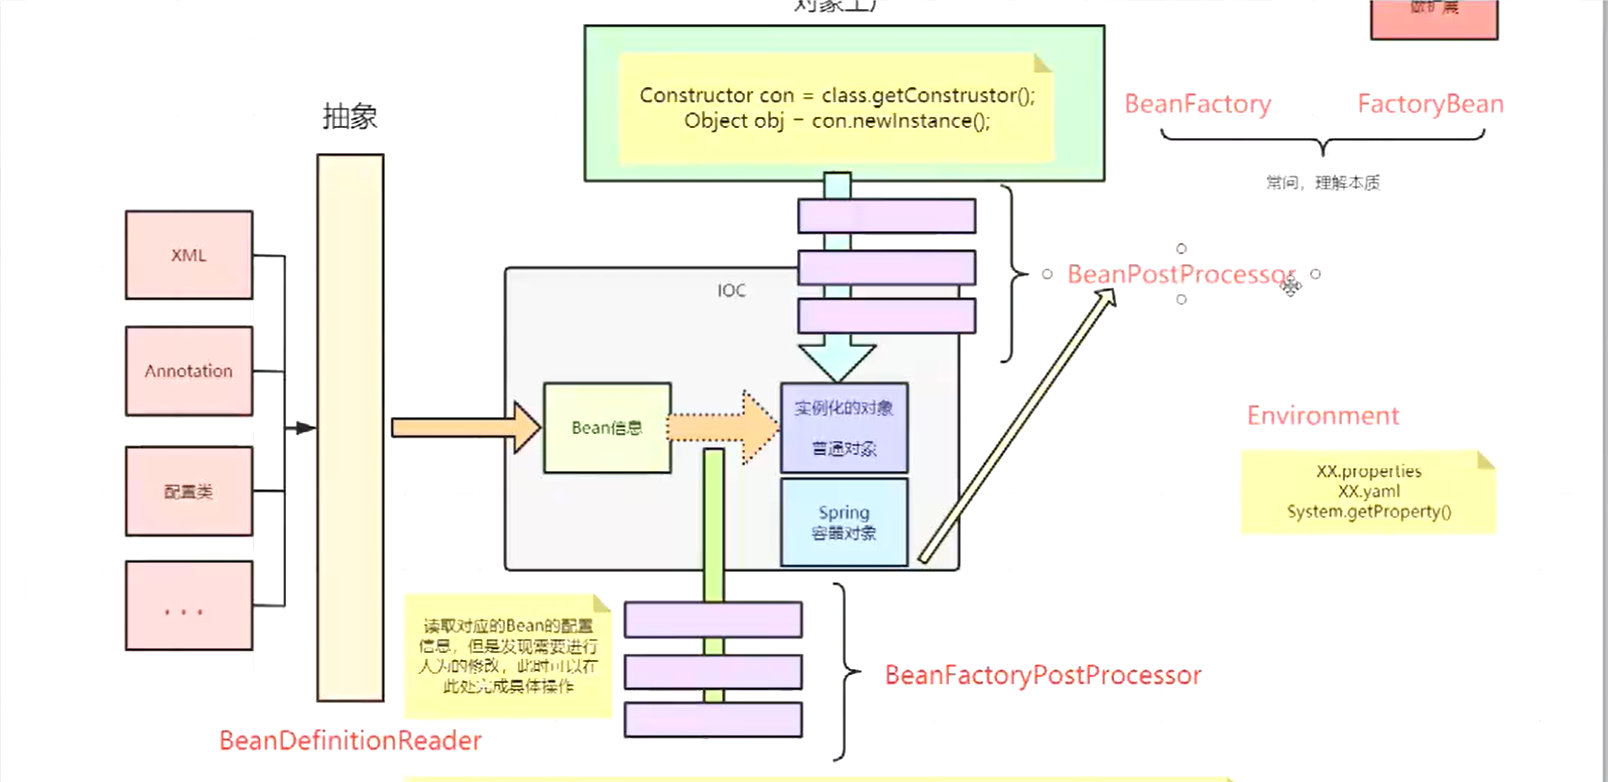 对象工厂
做扩展
Constructor con = class.getConstrustor();
Object obj = con.newInstance();
BeanFactory
FactoryBean
常问，理解本质
抽象
XML
Annotation
配置类
. . .
IOC
BeanPostProcessor
Bean信息
实例化的对象
普通对象
Spring
容器对象
Environment
XX.properties
XX.yaml
System.getProperty()
读取对应的Bean的配置
信息，但是发现需要进行
人为的修改，此时可以在
此处完成具体操作
BeanFactoryPostProcessor
BeanDefinitionReader